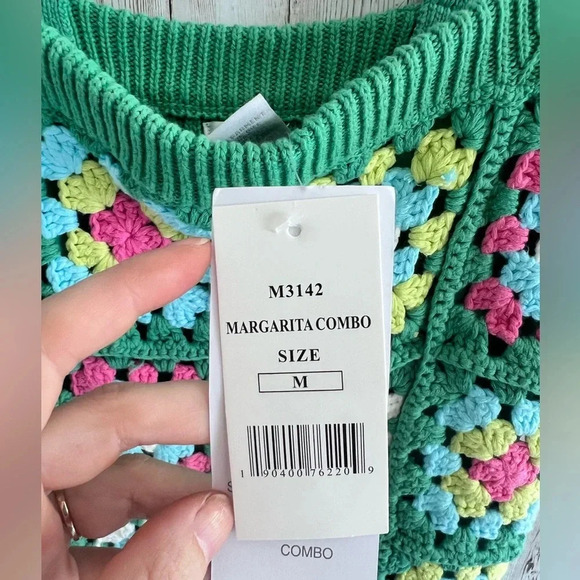 M3142
MARGARITA COMBO
SIZE
M
1 90400 76220 9
COMBO